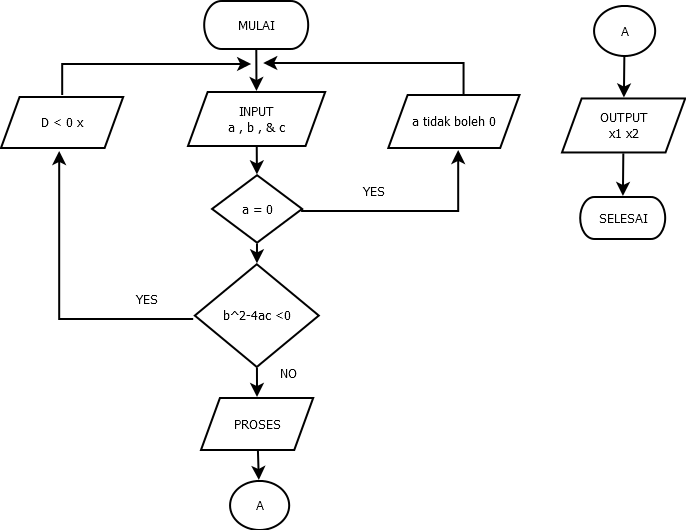 MULAI
A
D < 0 x
INPUT
a , b , & c
a tidak boleh 0
OUTPUT
x1 x2
YES
a = 0
SELESAI
YES
b^2-4ac <0
NO
PROSES
A